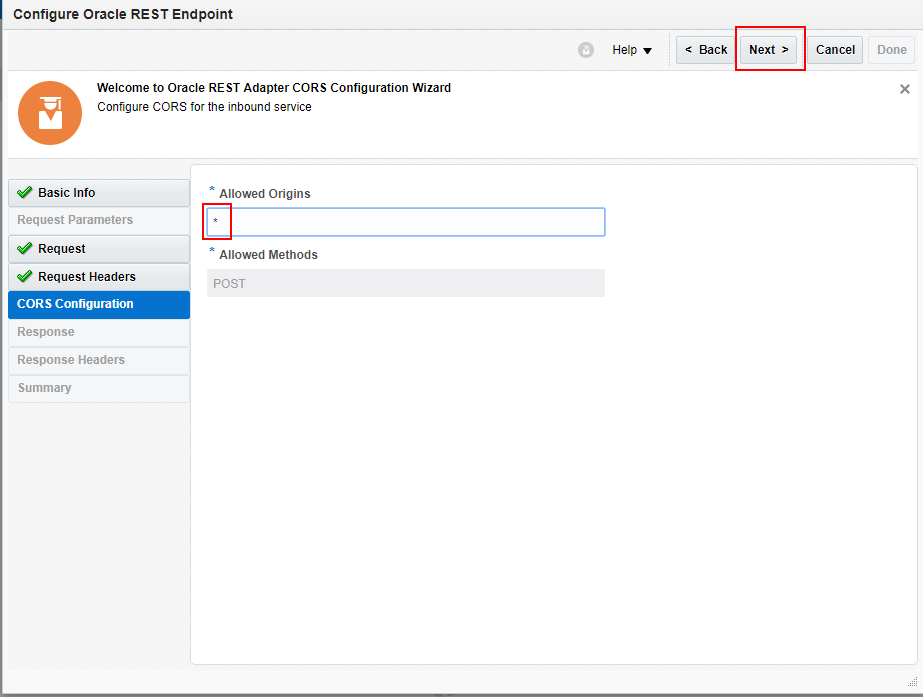 Configure Oracle REST Endpoint
Help
< Back
Next >
Cancel
Done
Welcome to Oracle REST Adapter CORS Configuration Wizard
Configure CORS for the inbound service
Basic Info
Request Parameters
Request
Request Headers
CORS Configuration
Response
Response Headers
Summary
* Allowed Origins
*
* Allowed Methods
POST